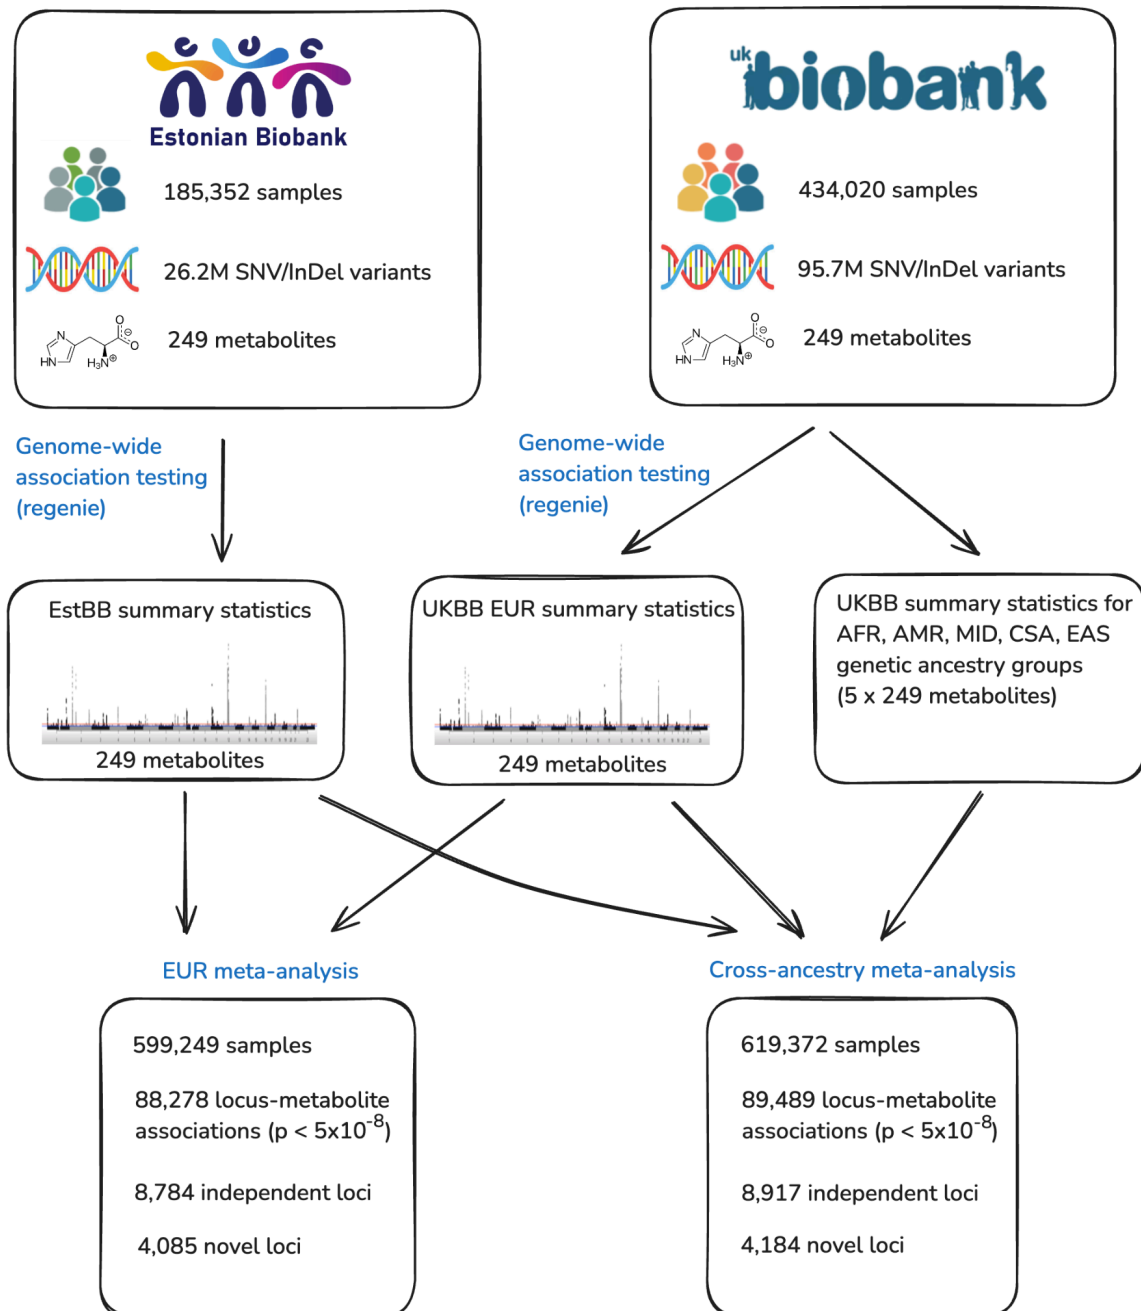 Estonian Biobank
185,352 samples
26.2M SNV/InDel variants
N
HN
H₃N⊕
O
⊖
O
249 metabolites
uk
biobank
434,020 samples
95.7M SNV/InDel variants
N
HN
H₃N⊕
O
⊖
O
249 metabolites
Genome-wide
association testing
(regenie)
Genome-wide
association testing
(regenie)
EstBB summary statistics
249 metabolites
UKBB EUR summary statistics
249 metabolites
UKBB summary statistics for
AFR, AMR, MID, CSA, EAS
genetic ancestry groups
(5 x 249 metabolites)
EUR meta-analysis
599,249 samples
88,278 locus-metabolite
associations (p < 5x10⁻⁸)
8,784 independent loci
4,085 novel loci
Cross-ancestry meta-analysis
619,372 samples
89,489 locus-metabolite
associations (p < 5x10⁻⁸)
8,917 independent loci
4,184 novel loci